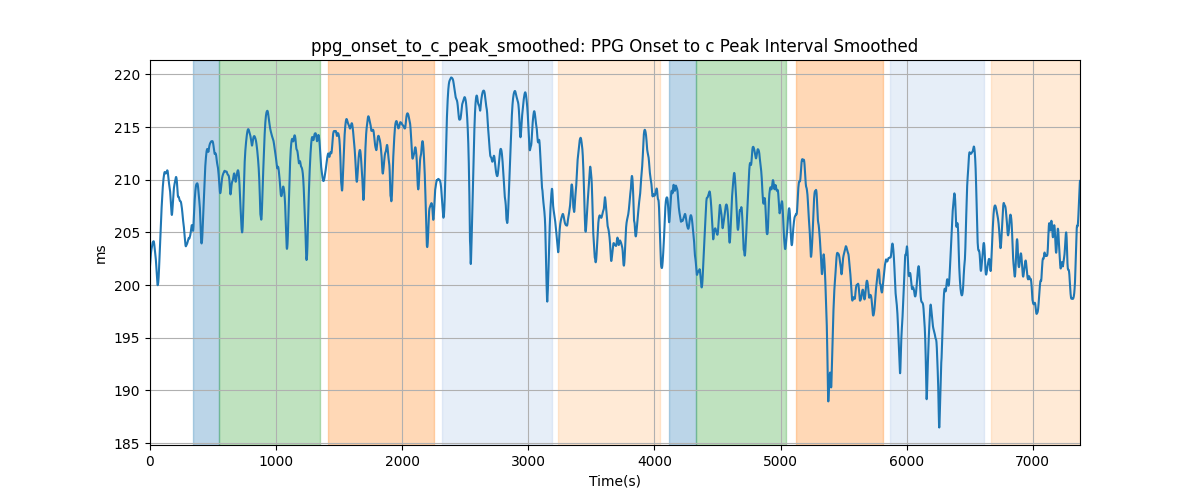 ppg_onset_to_c_peak_smoothed: PPG Onset to c Peak Interval Smoothed
220
215
210
205
200
195
190
185
ms
0 1000 2000 3000 4000 5000 6000 7000
Time(s)